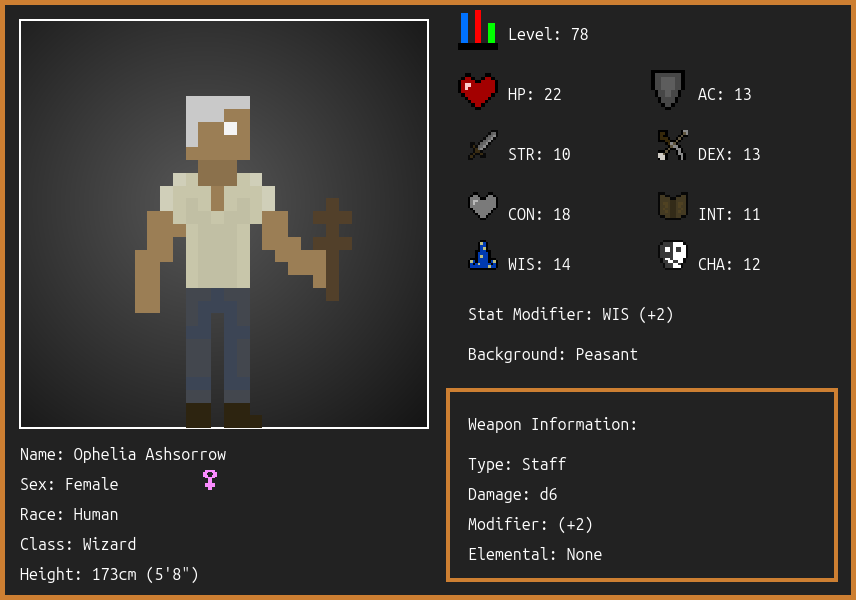 Level: 78
HP: 22 AC: 13
STR: 10 DEX: 13
CON: 18 INT: 11
WIS: 14 CHA: 12
Stat Modifier: WIS (+2)
Background: Peasant
Weapon Information:
Type: Staff
Damage: d6
Modifier: (+2)
Elemental: None
Name: Ophelia Ashsorrow
Sex: Female
Race: Human
Class: Wizard
Height: 173cm (5'8")